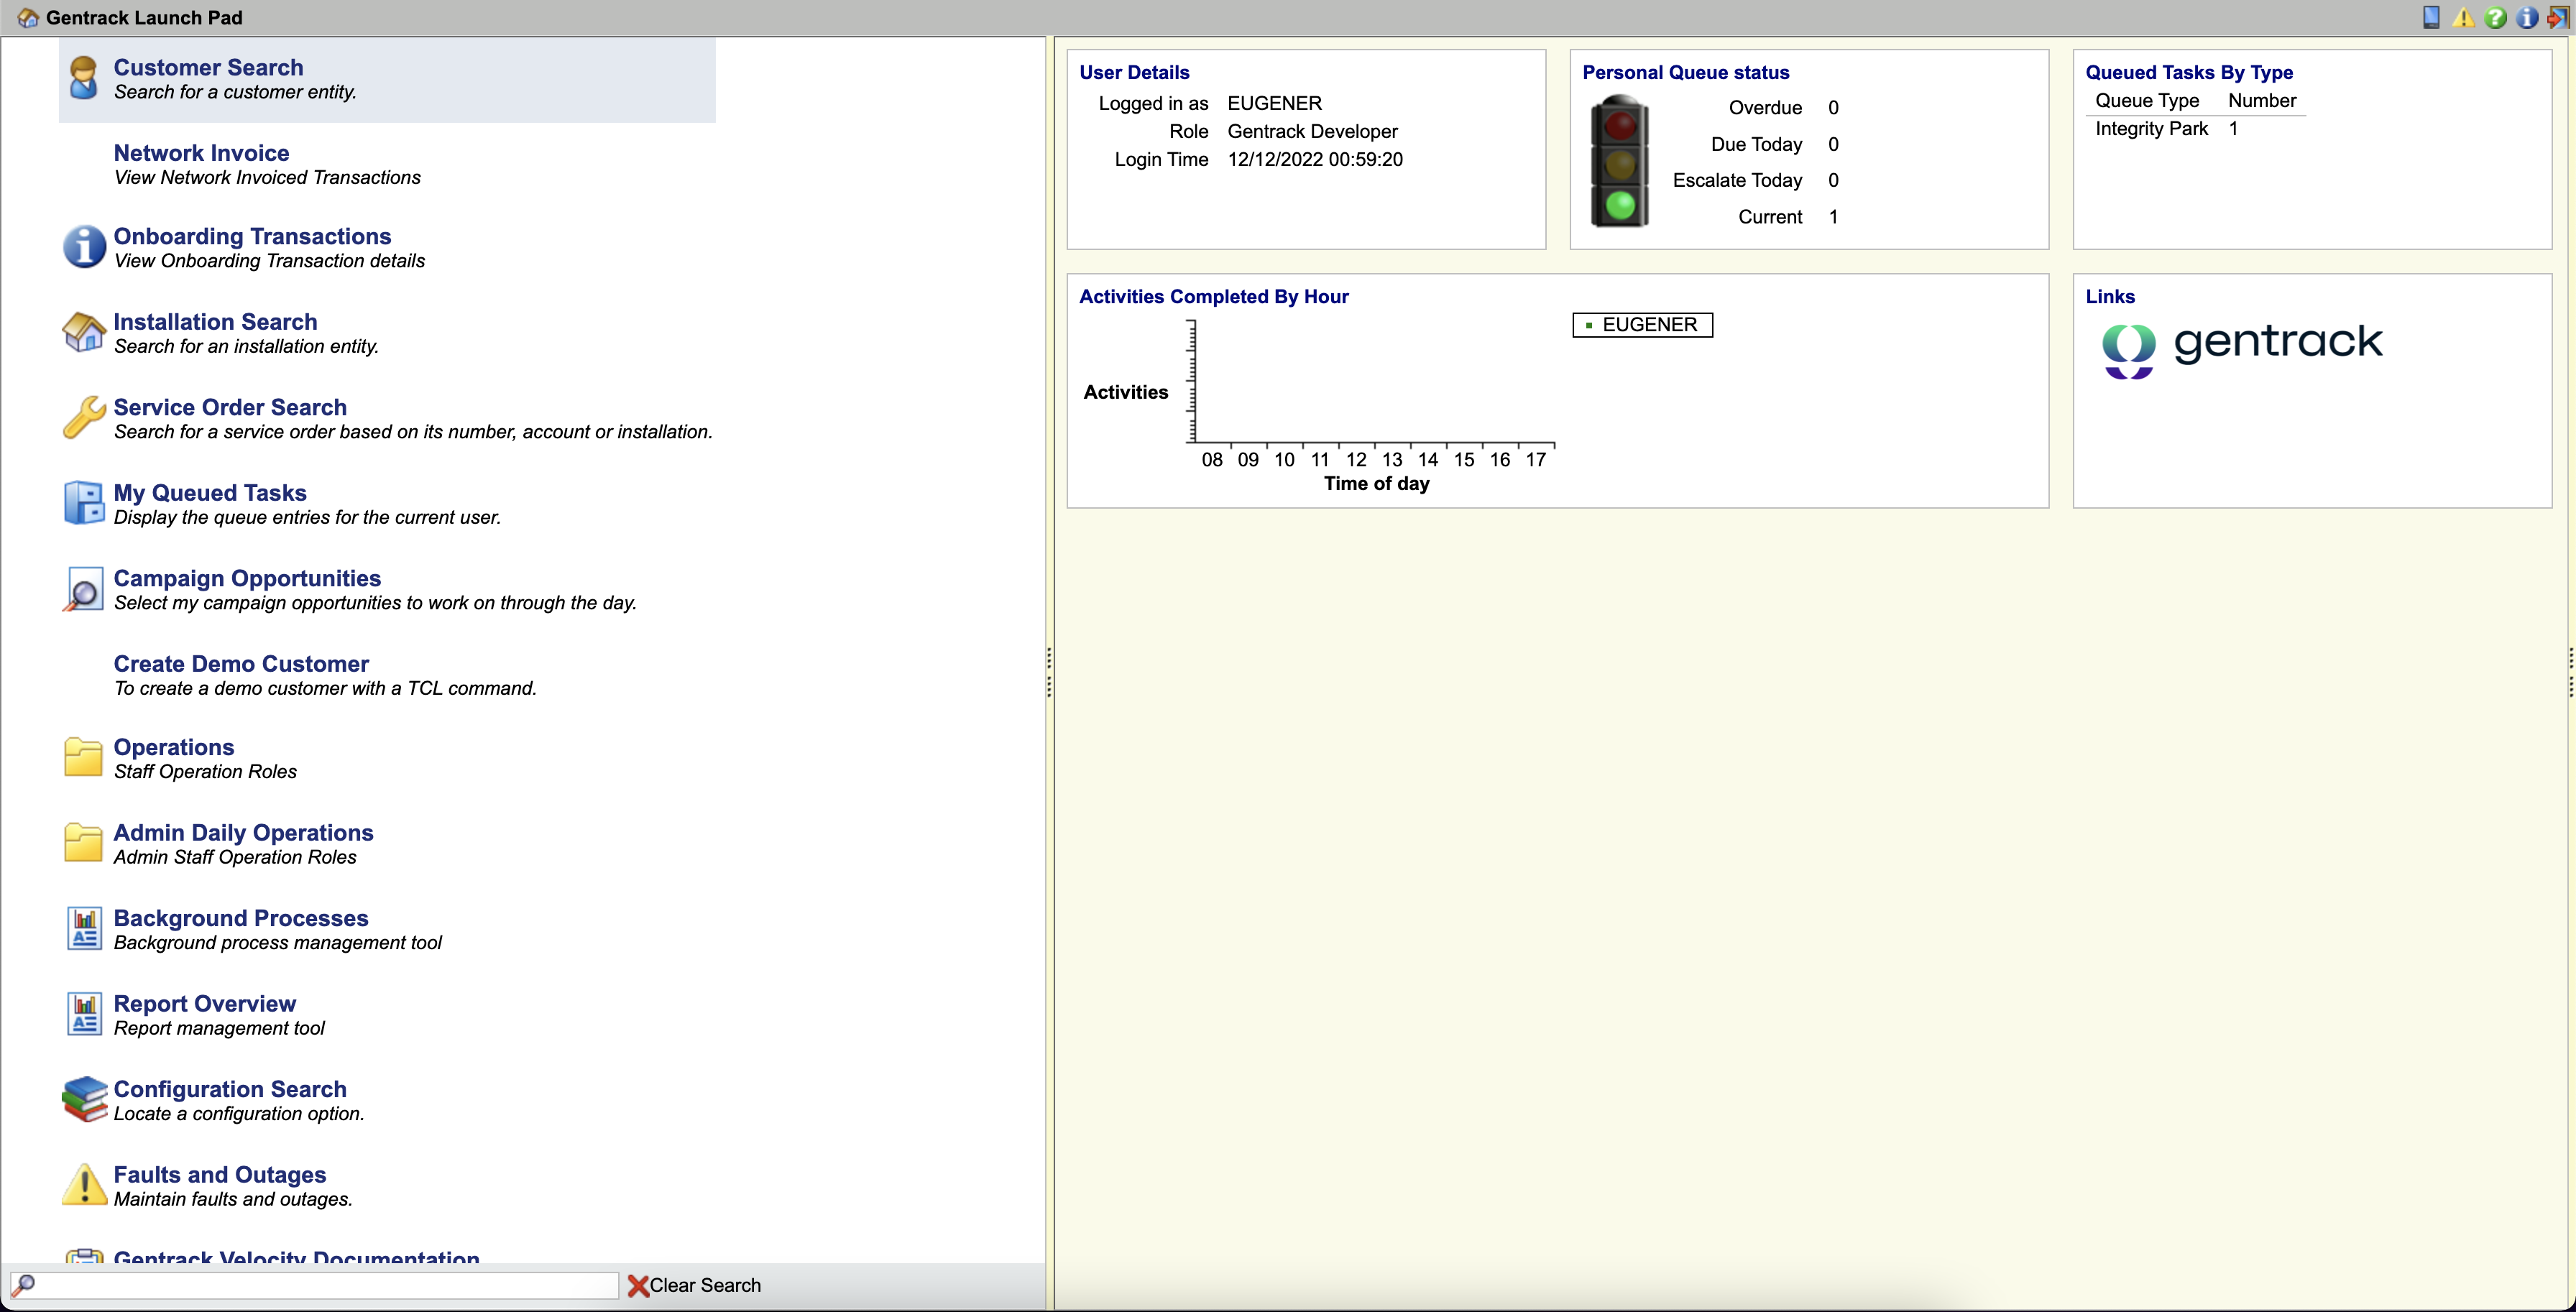 Gentrack Launch Pad
Customer Search
Search for a customer entity.
Network Invoice
View Network Invoiced Transactions
Onboarding Transactions
View Onboarding Transaction details
Installation Search
Search for an installation entity.
Service Order Search
Search for a service order based on its number, account or installation.
My Queued Tasks
Display the queue entries for the current user.
Campaign Opportunities
Select my campaign opportunities to work on through the day.
Create Demo Customer
To create a demo customer with a TCL command.
Operations
Staff Operation Roles
Admin Daily Operations
Admin Staff Operation Roles
Background Processes
Background process management tool
Report Overview
Report management tool
Configuration Search
Locate a configuration option.
Faults and Outages
Maintain faults and outages.
Gentrack Velocity Documentation
Clear Search
User Details
Logged in as EUGENER
Role Gentrack Developer
Login Time 12/12/2022 00:59:20
Personal Queue status
Overdue 0
Due Today 0
Escalate Today 0
Current 1
Queued Tasks By Type
Queue Type Number
Integrity Park 1
Activities Completed By Hour
EUGENER
Activities
08 09 10 11 12 13 14 15 16 17
Time of day
Links
gentrack